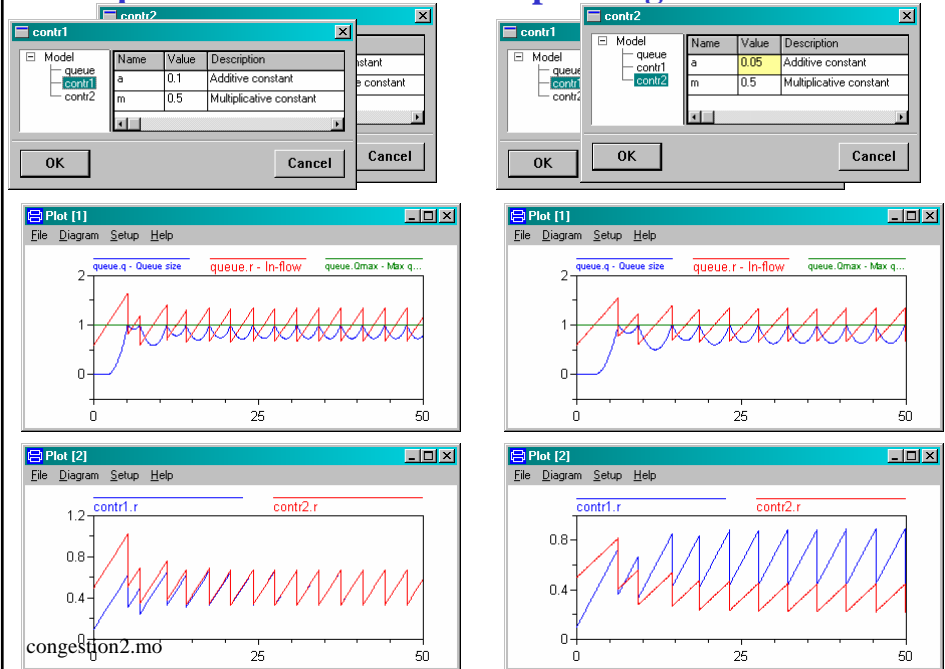 contr2
contr1
Model
queue
contr1
contr2
Name Value Description
a 0.1 Additive constant
m 0.5 Multiplicative constant
OK Cancel
Cancel
contr2
contr1
Model
queue
contr1
contr2
Name Value Description
a 0.05 Additive constant
m 0.5 Multiplicative constant
Model
OK
OK Cancel
Plot [1]
File Diagram Setup Help
queue.q - Queue size queue.r - In-flow queue.Qmax - Max q...
2
1
0
0 25 50
Plot [1]
File Diagram Setup Help
queue.q - Queue size queue.r - In-flow queue.Qmax - Max q...
2
1
0
0 25 50
Plot [2]
File Diagram Setup Help
contr1.r contr2.r
1.2
0.8
0.4
0
0 25 50
congestion2.mo
Plot [2]
File Diagram Setup Help
contr1.r contr2.r
0.8
0.4
0
0 25 50